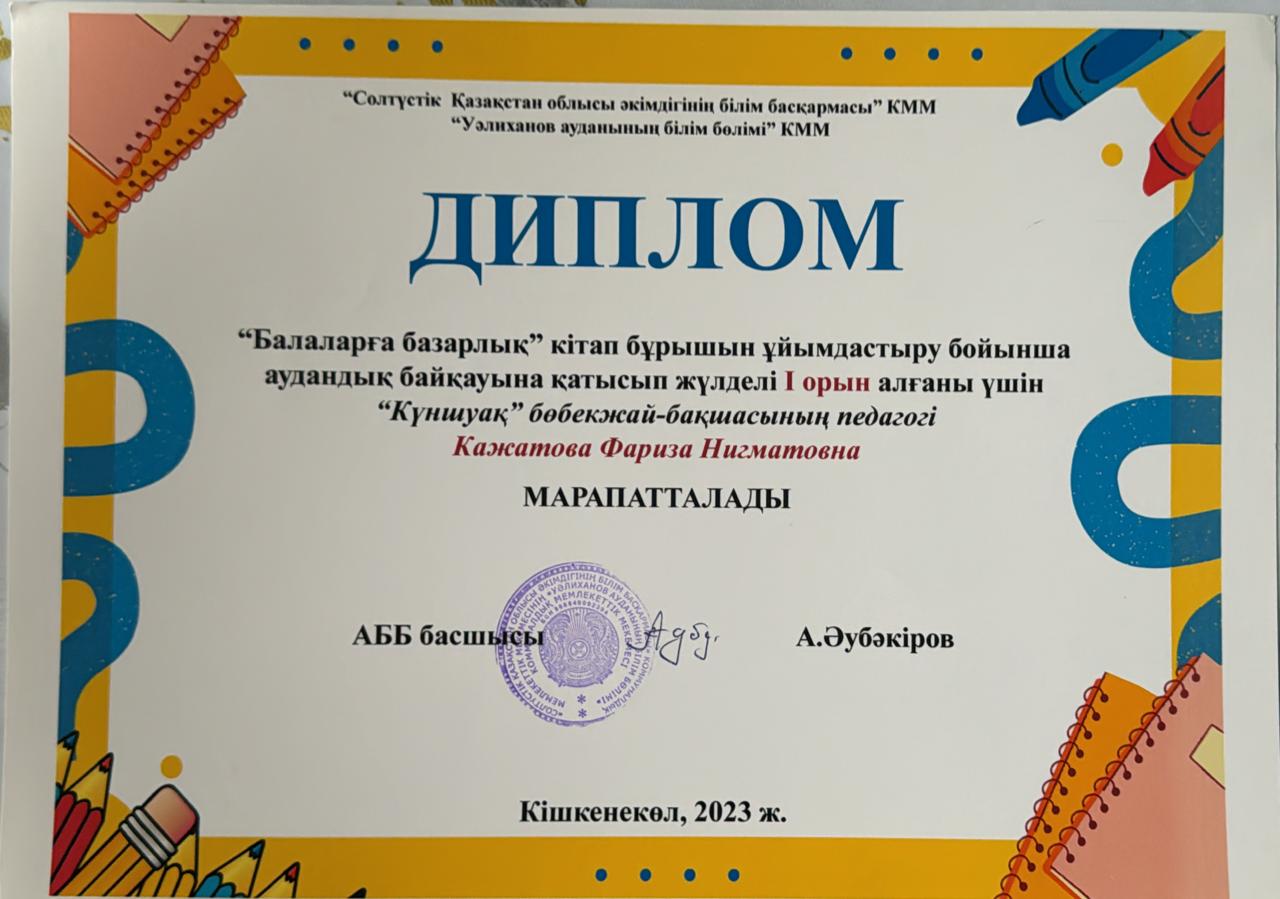 “Солтүстік Қазақстан облысы әкімдігінің білім басқармасы” КММ
“Уәлиханов ауданының білім бөлімі” КММ
ДИПЛОМ
“Балаларға базарлық” кітап бұрышын ұйымдастыру бойынша
аудандық байқауына қатысып жүлделі І орын алғаны үшін
“Күншуақ” бөбекжай-бақшасының педагогі
Кажатова Фариза Нигматовна
МАРАПАТТАЛАДЫ
АББ басшысы А.Әубәкіров
Кішкенекөл, 2023 ж.